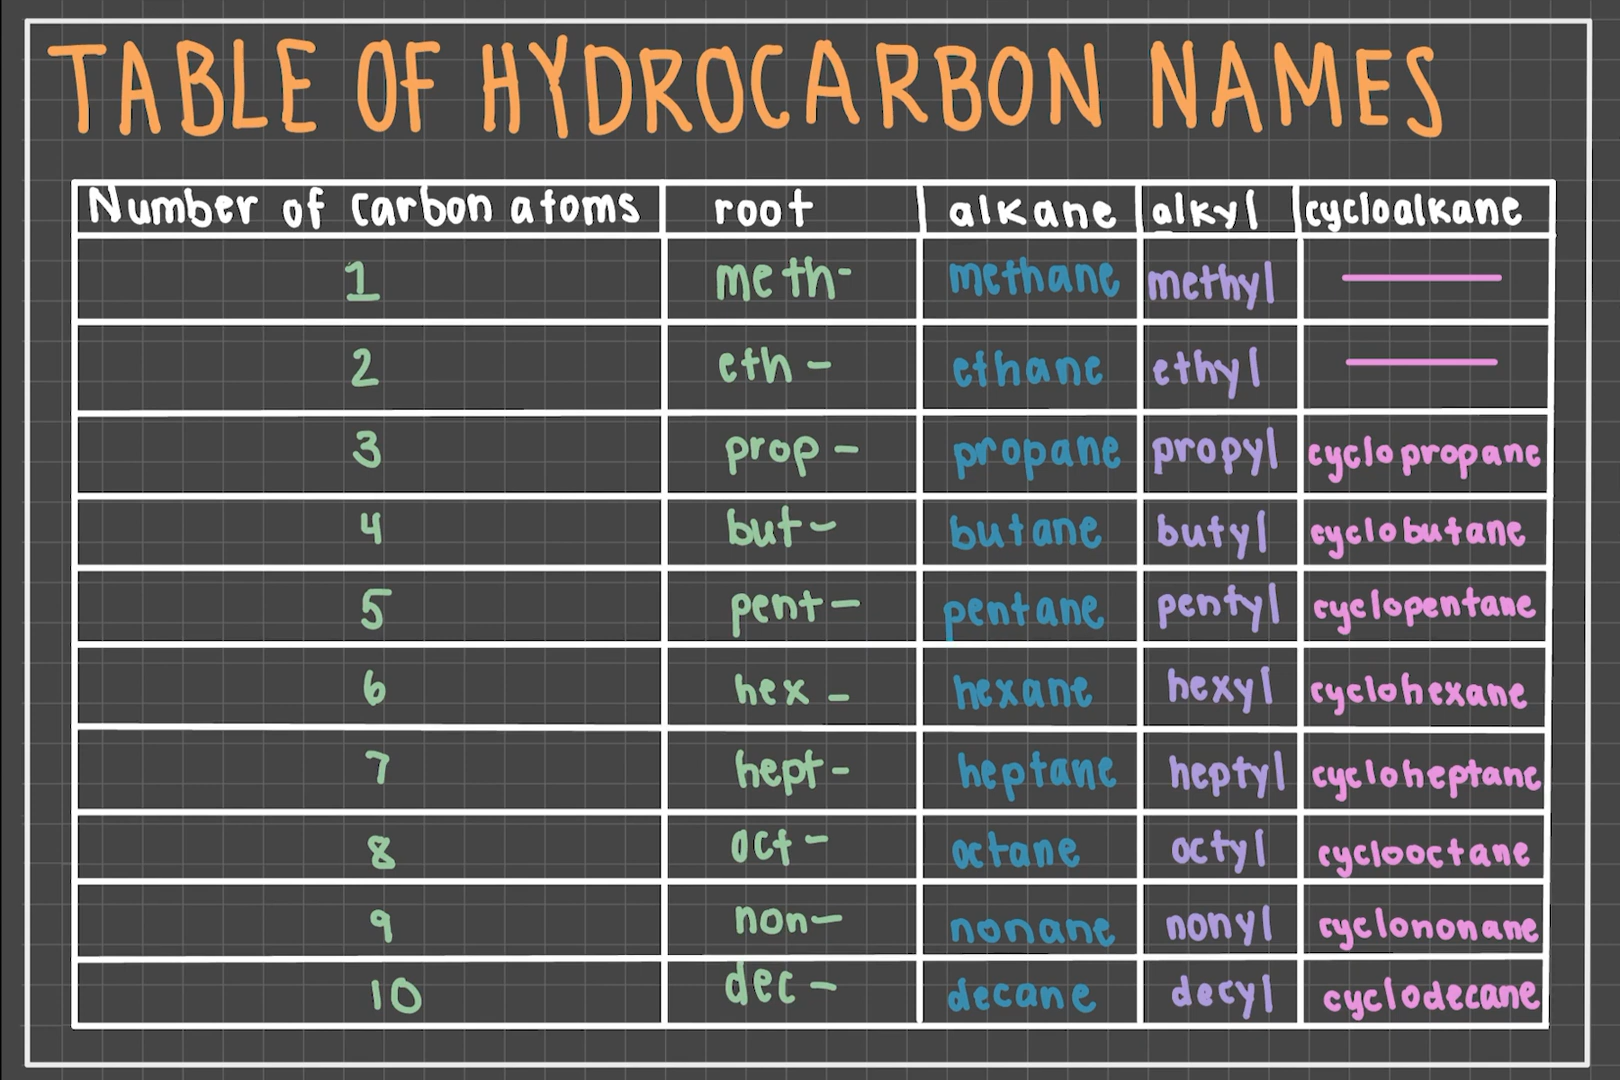 TABLE OF HYDROCARBON NAMES
Number of carbon atoms root alkane alkyl cycloalkane
1 meth- methane methyl —
2 eth- ethane ethyl —
3 prop- propane propyl cyclopropane
4 but- butane butyl cyclobutane
5 pent- pentane pentyl cyclopentane
6 hex- hexane hexyl cyclohexane
7 hept- heptane heptyl cycloheptane
8 oct- octane octyl cyclooctane
9 non- nonane nonyl cyclononane
10 dec- decane decyl cyclodecane